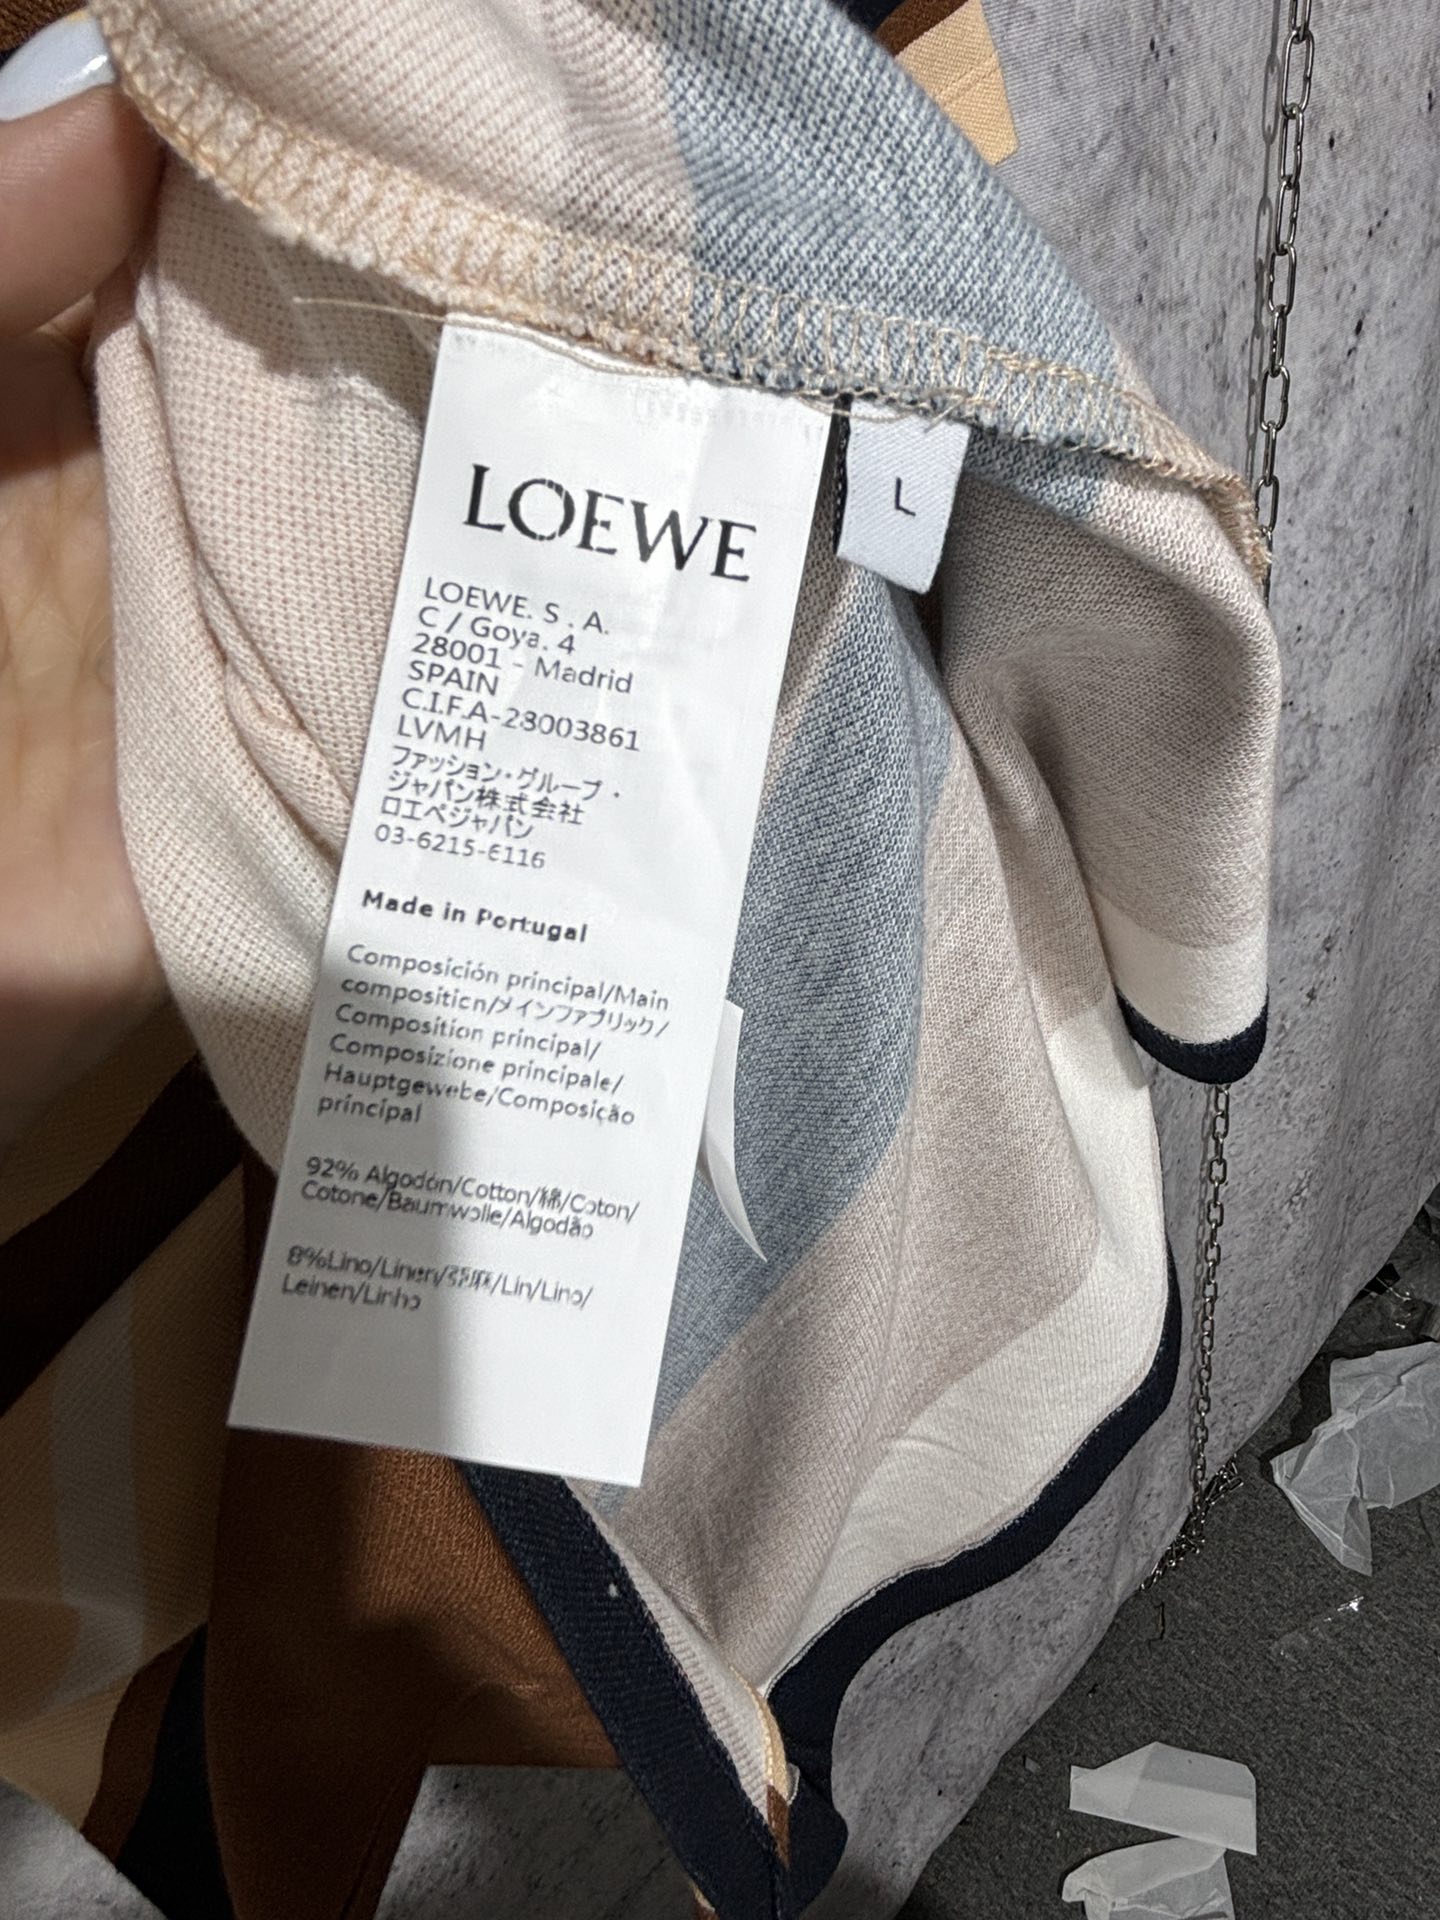 LOEWE
L
LOEWE. S . A.
C / Goya. 4
28001 - Madrid
SPAIN
C.I.F.A-28003861
LVMH
ファッション・グループ・
ジャパン株式会社
ロエベジャパン
03-6215-6116
Made in Portugal
Composición principal/Main
composition/メインファブリック/
Composition principal/
Composizione principale/
Hauptgewebe/Composição
principal
92% Algodón/Cotton/綿/Coton/
Cotone/Baumwolle/Algodão
8%Lino/Linen/亜麻/Lin/Lino/
Leinen/Linho